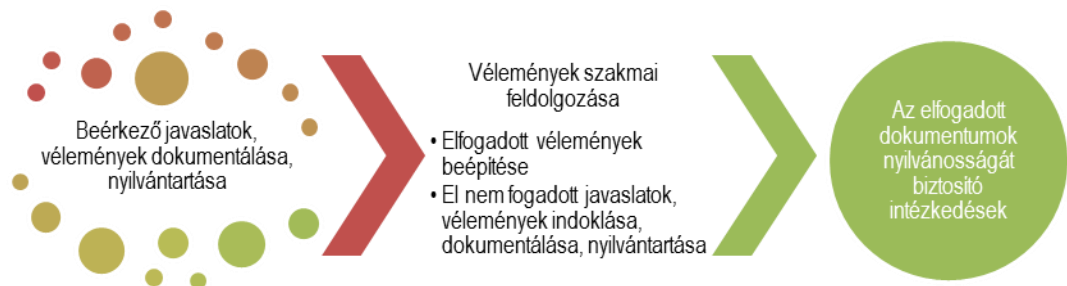 Beérkező javaslatok,
vélemények dokumentálása,
nyilvántartása
Vélemények szakmai
feldolgozása
• Elfogadott vélemények
beépítése
• El nem fogadott javaslatok,
vélemények indoklása,
dokumentálása, nyilvántartása
Az elfogadott
dokumentumok
nyilvánosságát
biztosító
intézkedések